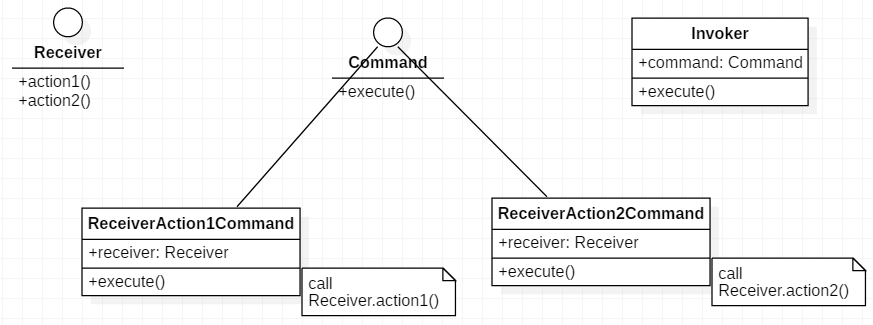 Receiver
+action1()
+action2()
Command
+execute()
Invoker
+command: Command
+execute()
ReceiverAction1Command
+receiver: Receiver
+execute()
call
Receiver.action1()
ReceiverAction2Command
+receiver: Receiver
+execute()
call
Receiver.action2()